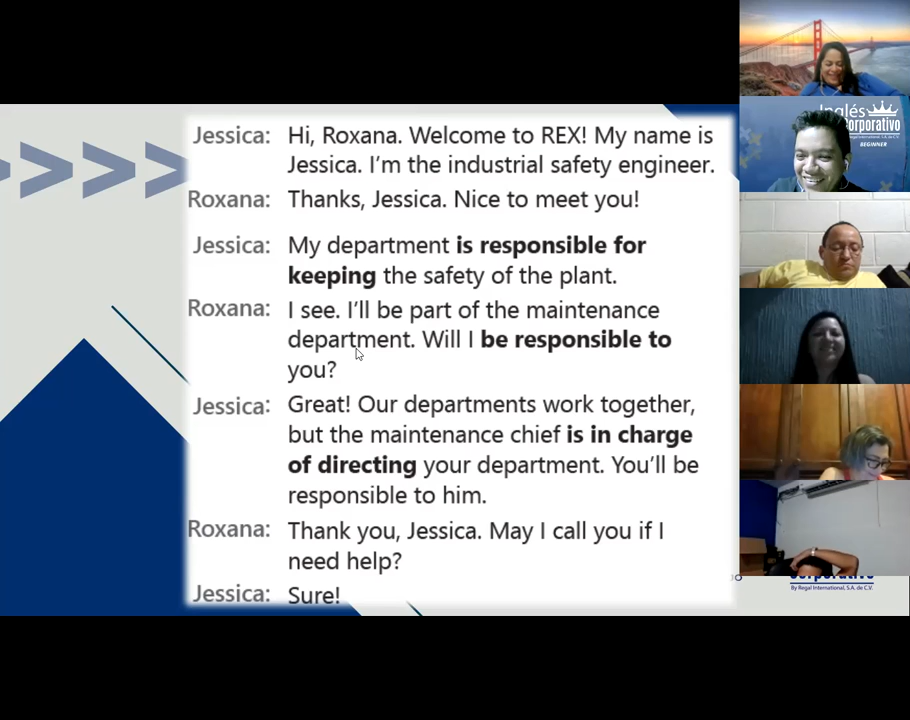 Jessica: Hi, Roxana. Welcome to REX! My name is
Jessica. I'm the industrial safety engineer.
Roxana: Thanks, Jessica. Nice to meet you!
Jessica: My department is responsible for
keeping the safety of the plant.
Roxana: I see. I'll be part of the maintenance
department. Will I be responsible to
you?
Jessica: Great! Our departments work together,
but the maintenance chief is in charge
of directing your department. You'll be
responsible to him.
Roxana: Thank you, Jessica. May I call you if I
need help?
Jessica: Sure!
Inglés
Corporativo
By Regal International, S.A. de C.V.
BEGINNER
Corporativo
By Regal International, S.A. de C.V.